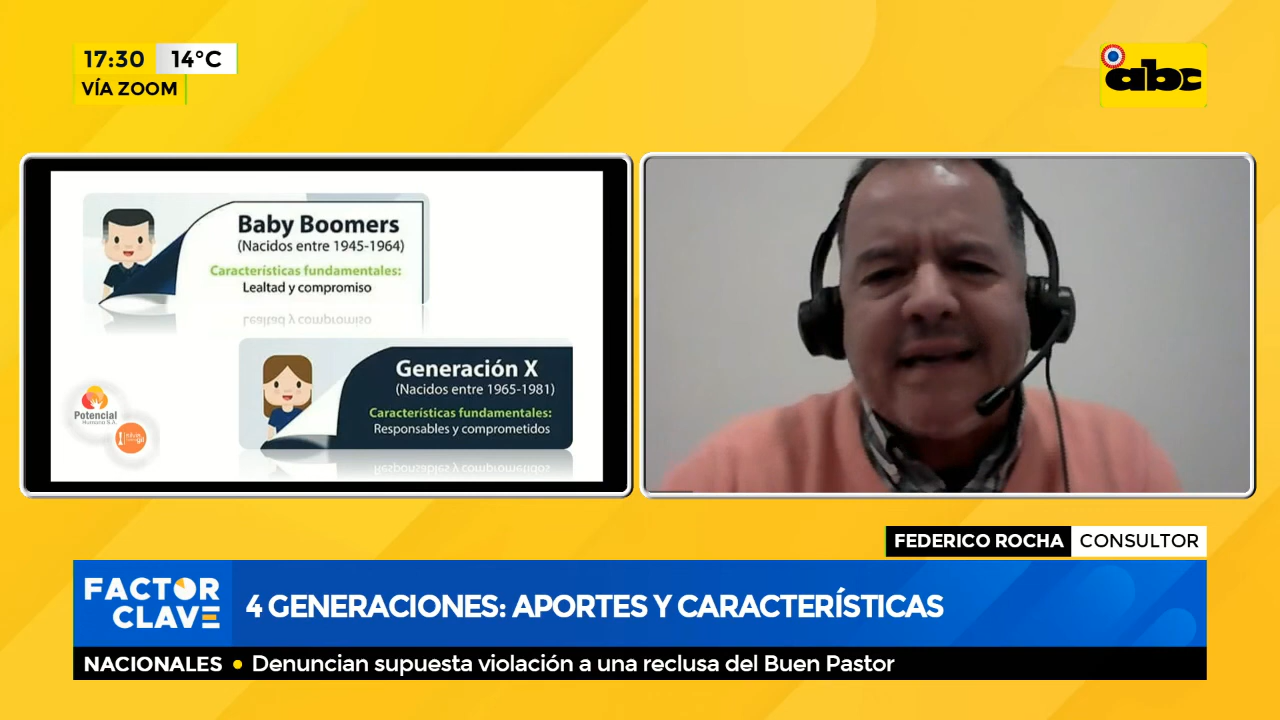 17:30 14°C
VÍA ZOOM
abc
Baby Boomers
(Nacidos entre 1945-1964)
Características fundamentales:
Lealtad y compromiso
Generación X
(Nacidos entre 1965-1981)
Características fundamentales:
Responsables y comprometidos
Potencial
Humano S.A.
FEDERICO ROCHA CONSULTOR
FACTOR
CLAVE
4 GENERACIONES: APORTES Y CARACTERÍSTICAS
NACIONALES • Denuncian supuesta violación a una reclusa del Buen Pastor